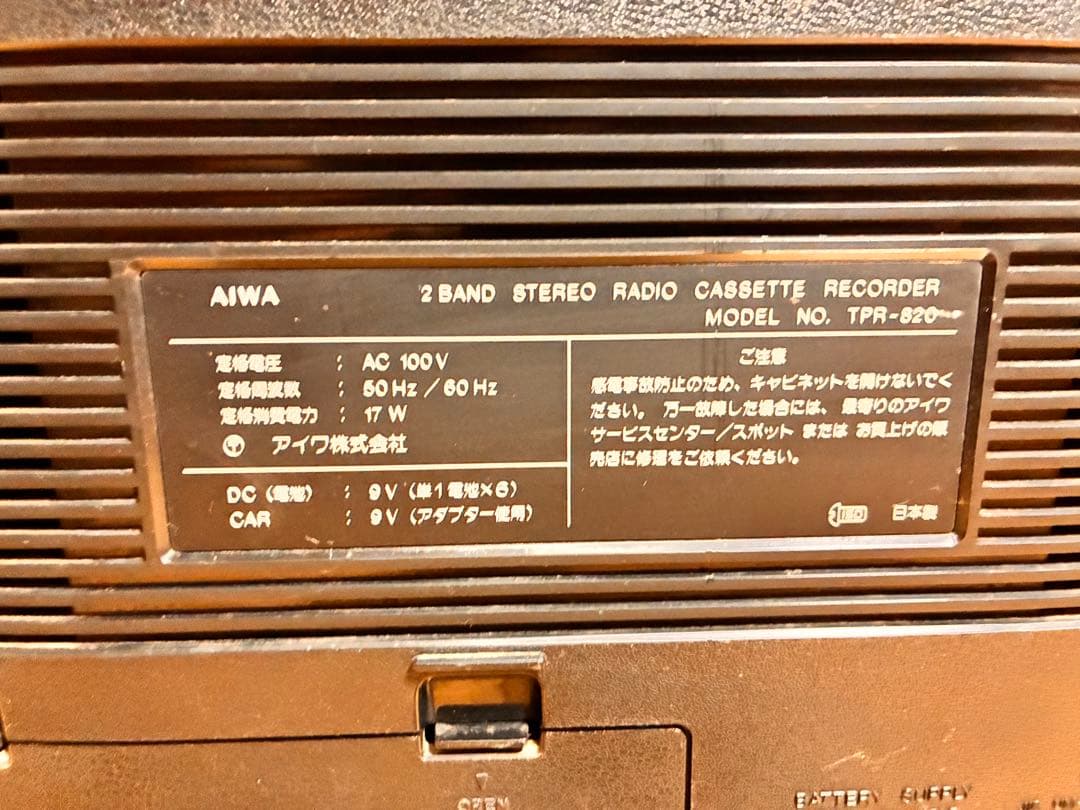 AIWA
2 BAND STEREO RADIO CASSETTE RECORDER
MODEL NO. TPR-820
定格電圧 : AC 100V
定格周波数 : 50Hz / 60Hz
定格消費電力 : 17W
アイワ株式会社
DC (電池) : 9V (単1電池×6)
CAR : 9V (アダプター使用)
ご注意
感電事故防止のため、キャビネットを開けないでく
ださい。万一故障した場合には、最寄りのアイワ
サービスセンター/スポット または お買上げの販
売店に修理をご依頼ください。
日本製
OPEN
BATTERY SUPPLY